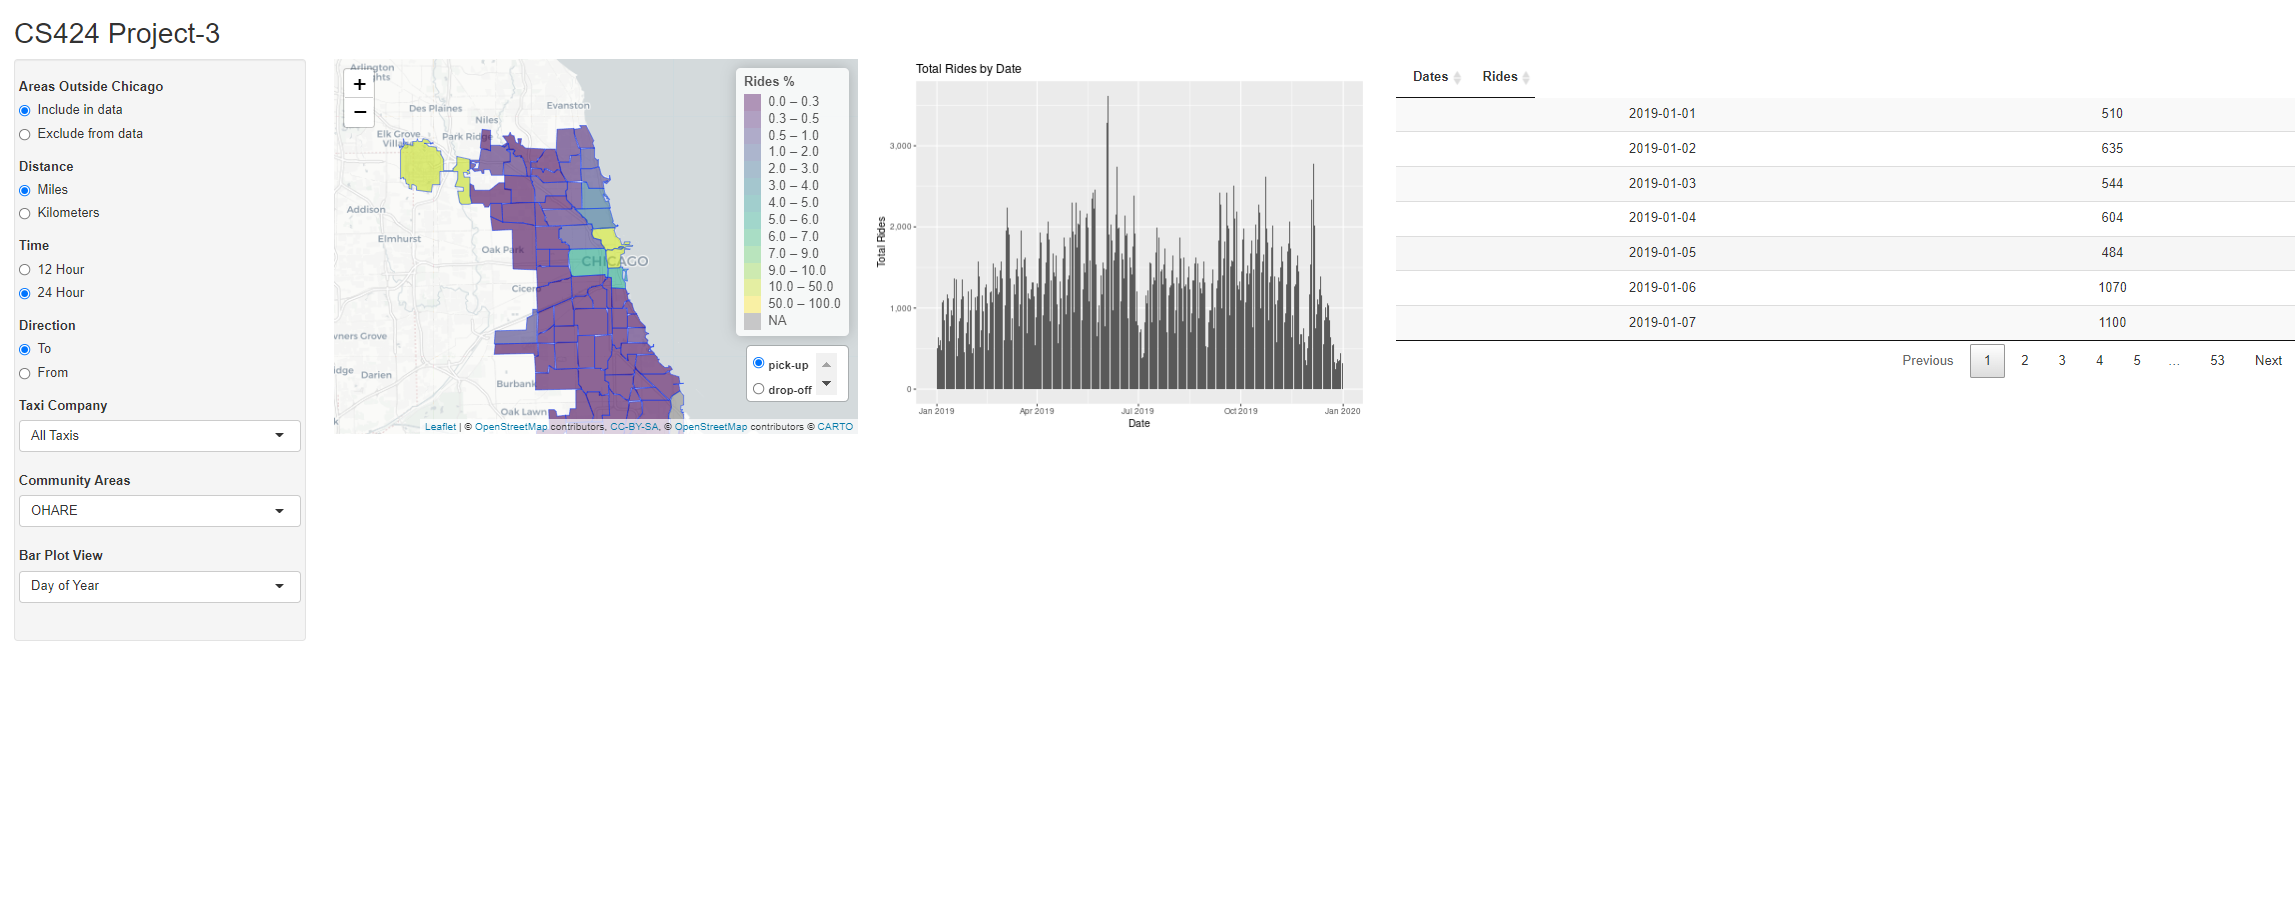 CS424 Project-3
Areas Outside Chicago
Include in data
Exclude from data
Distance
Miles
Kilometers
Time
12 Hour
24 Hour
Direction
To
From
Taxi Company
All Taxis
Community Areas
OHARE
Bar Plot View
Day of Year
+
−
Arlington
Des Plaines
Evanston
Niles
Elk Grove
Park Ridge
Addison
Elmhurst
Oak Park
CHICAGO
Cicero
Darien
Burbank
Oak Lawn
Rides %
0.0 – 0.3
0.3 – 0.5
0.5 – 1.0
1.0 – 2.0
2.0 – 3.0
3.0 – 4.0
4.0 – 5.0
5.0 – 6.0
6.0 – 7.0
7.0 – 9.0
9.0 – 10.0
10.0 – 50.0
50.0 – 100.0
NA
pick-up
drop-off
Leaflet | © OpenStreetMap contributors, CC-BY-SA, © OpenStreetMap contributors © CARTO
Total Rides by Date
Total Rides
3,000
2,000
1,000
0
Jan 2019 Apr 2019 Jul 2019 Oct 2019 Jan 2020
Date
Dates Rides
2019-01-01 510
2019-01-02 635
2019-01-03 544
2019-01-04 604
2019-01-05 484
2019-01-06 1070
2019-01-07 1100
Previous 1 2 3 4 5 … 53 Next